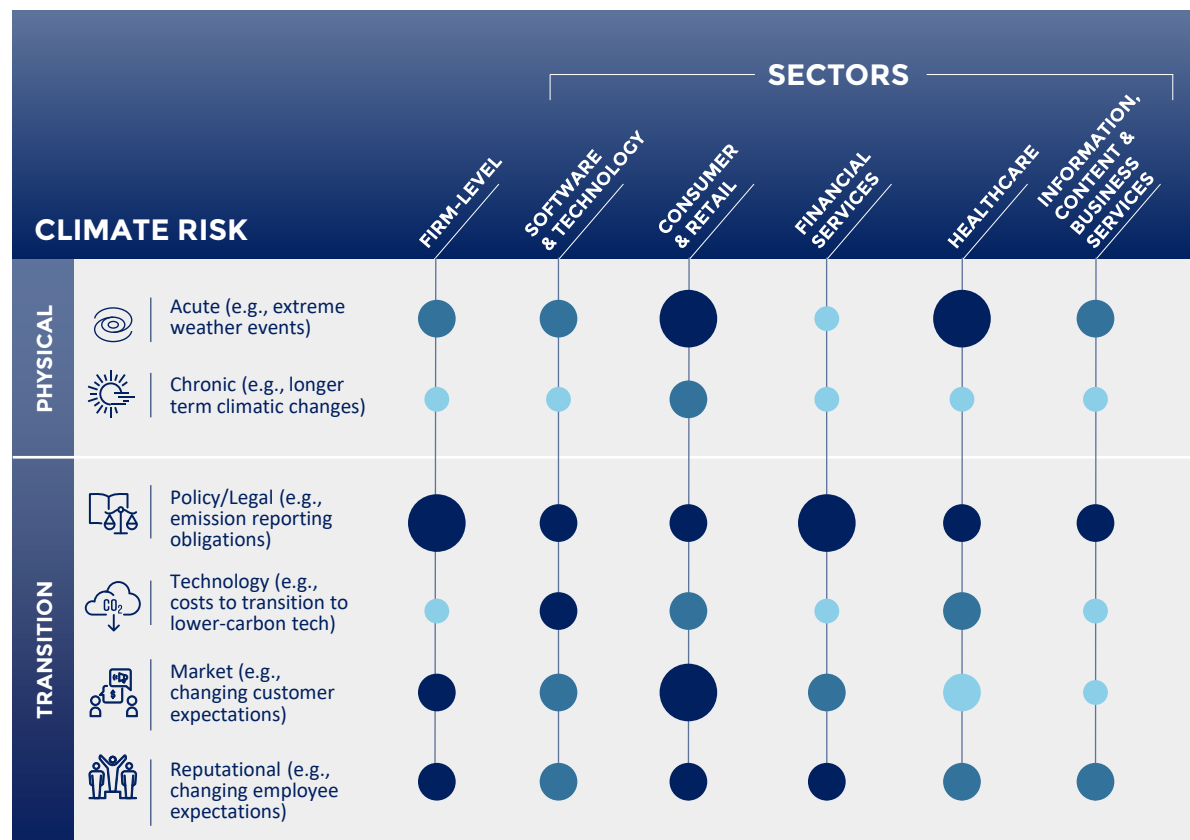 SECTORS
FIRM-LEVEL
SOFTWARE
& TECHNOLOGY
CONSUMER
& RETAIL
FINANCIAL
SERVICES
HEALTHCARE
INFORMATION,
CONTENT &
BUSINESS
SERVICES
CLIMATE RISK
PHYSICAL
Acute (e.g., extreme
weather events)
Chronic (e.g., longer
term climatic changes)
TRANSITION
Policy/Legal (e.g.,
emission reporting
obligations)
CO2
Technology (e.g.,
costs to transition to
lower-carbon tech)
$
Market (e.g.,
changing customer
expectations)
Reputational (e.g.,
changing employee
expectations)